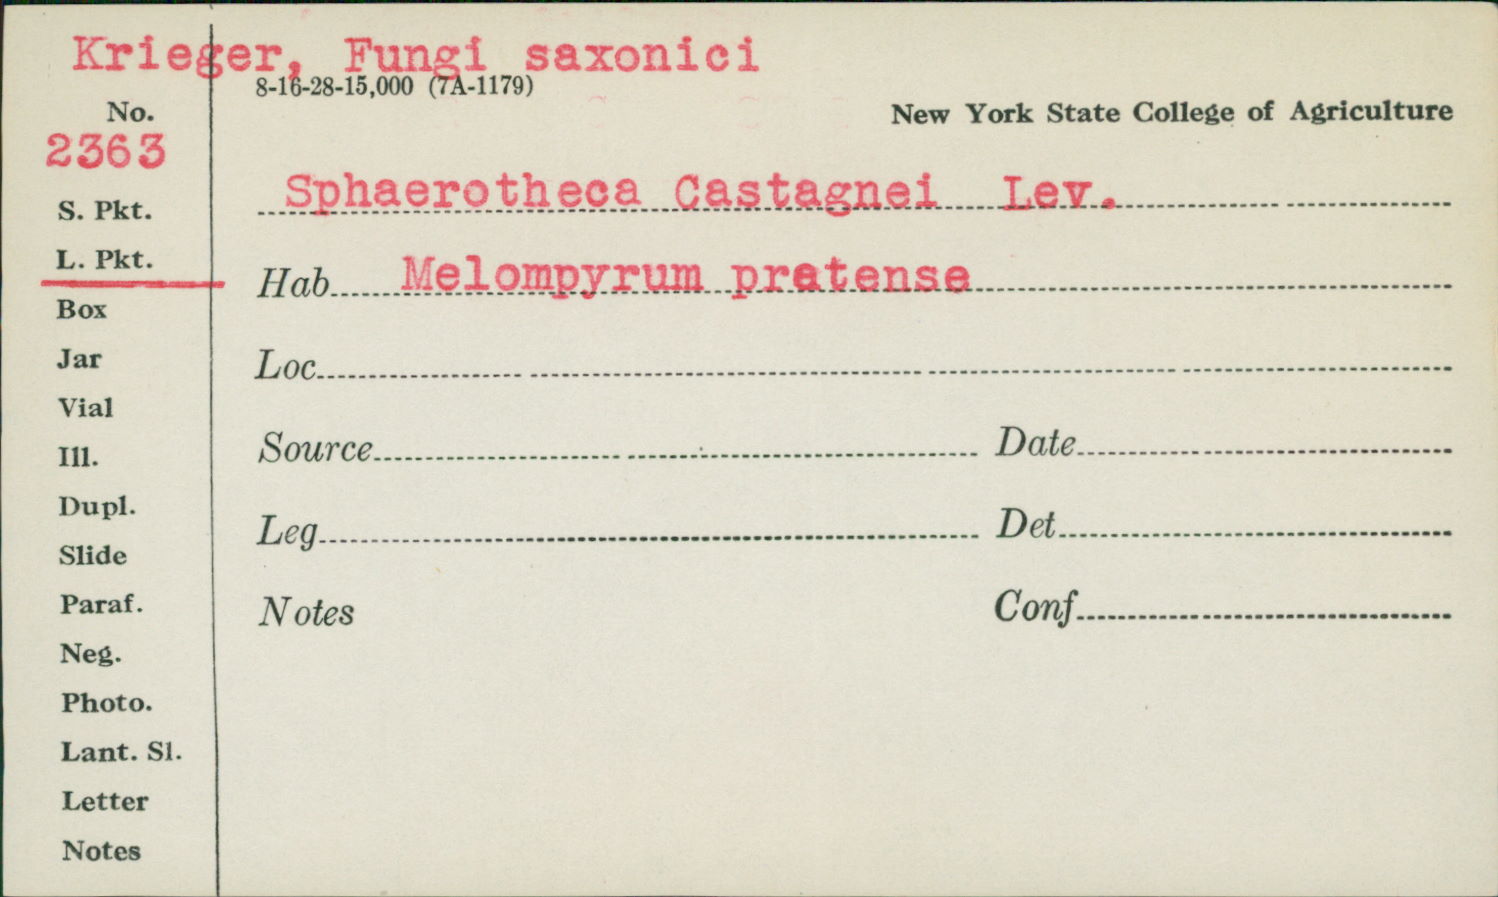 Krieger, Fungi saxonici
8-16-28-15,000 (7A-1179)
No.
New York State College of Agriculture
2363
Sphaerotheca Castagnei Lev.
S. Pkt.
L. Pkt.
Hab. Melompyrum pratense
Box
Jar
Loc.
Vial
Source
Date
Ill.
Dupl.
Leg.
Det.
Slide
Paraf.
Notes
Conf.
Neg.
Photo.
Lant. Sl.
Letter
Notes